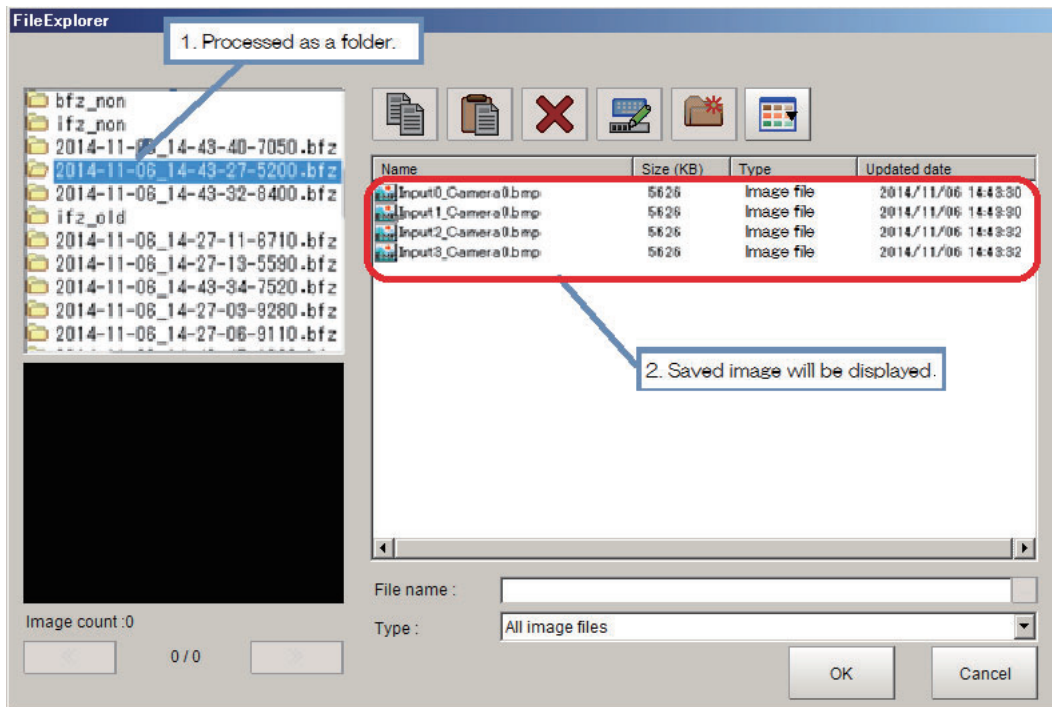 FileExplorer
1. Processed as a folder.
bfz_non
ifz_non
2014-11-06_14-43-40-7050.bfz
2014-11-06_14-43-27-5200.bfz
2014-11-06_14-43-32-8400.bfz
ifz_old
2014-11-06_14-27-11-6710.bfz
2014-11-06_14-27-13-5590.bfz
2014-11-06_14-43-34-7520.bfz
2014-11-06_14-27-03-9280.bfz
2014-11-06_14-27-06-9110.bfz
Name Size (KB) Type Updated date
Input0_Camera0.bmp 5626 Image file 2014/11/06 14:43:30
Input1_Camera0.bmp 5626 Image file 2014/11/06 14:43:30
Input2_Camera0.bmp 5626 Image file 2014/11/06 14:43:32
Input3_Camera0.bmp 5626 Image file 2014/11/06 14:43:32
2. Saved image will be displayed.
Image count :0
0 / 0
File name :
Type : All image files
OK Cancel